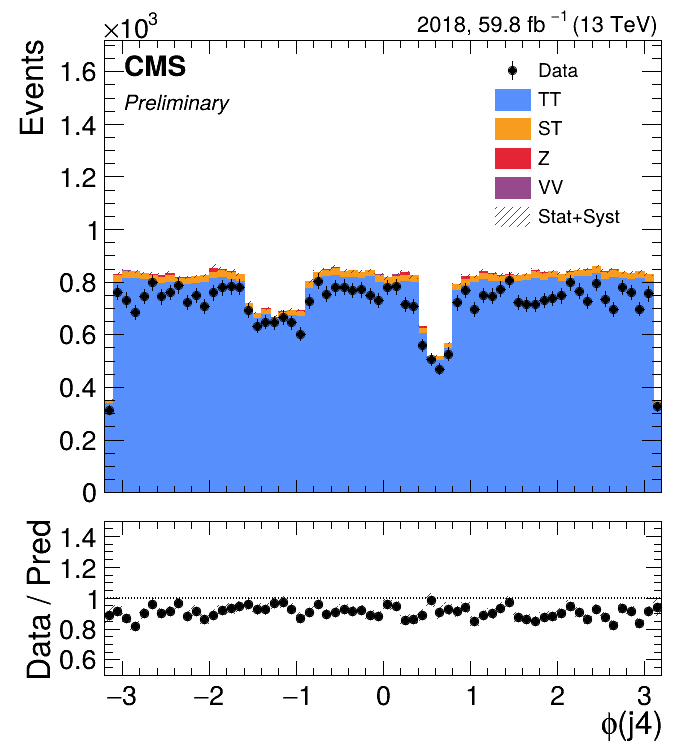 ×10³
2018, 59.8 fb ⁻¹ (13 TeV)
CMS
Preliminary
Data
TT
ST
Z
VV
Stat+Syst
Events
1.6
1.4
1.2
1
0.8
0.6
0.4
0.2
0
Data / Pred
1.4
1.2
1
0.8
0.6
−3 −2 −1 0 1 2 3
ϕ(j4)